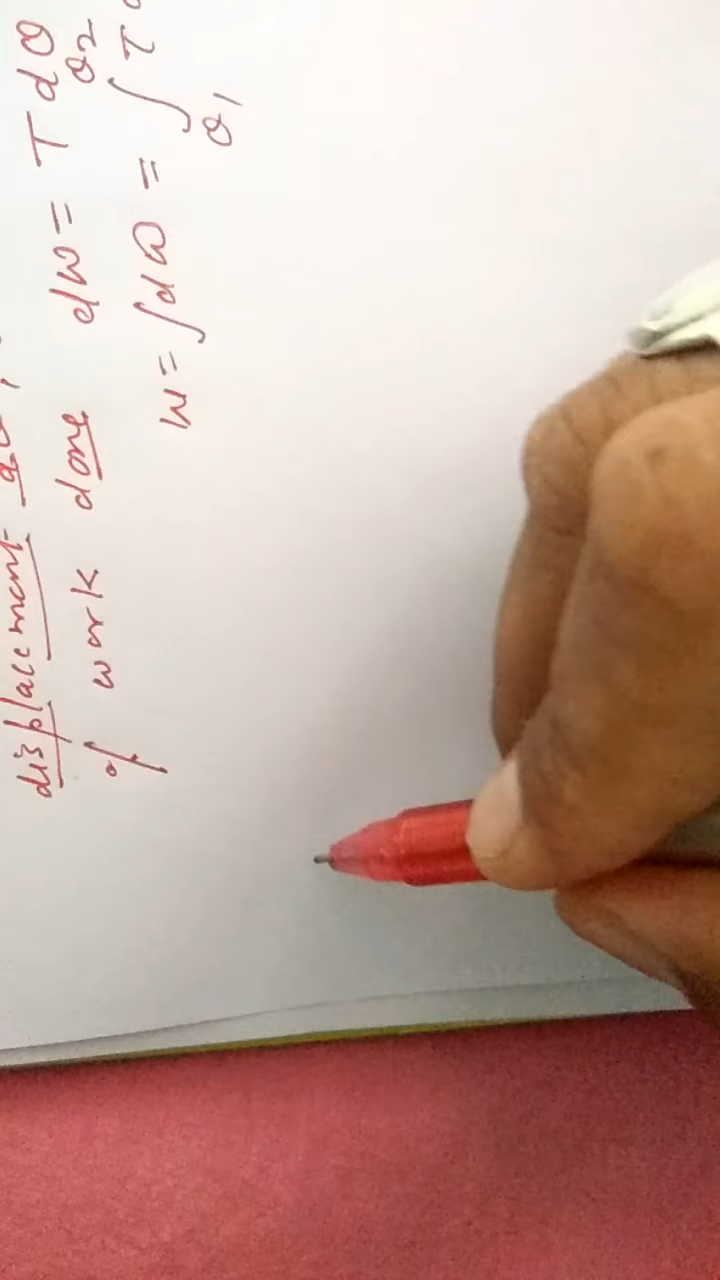 displacement
of work done dw = T dθ
w = ∫dw = ∫ T
θ2
θ1